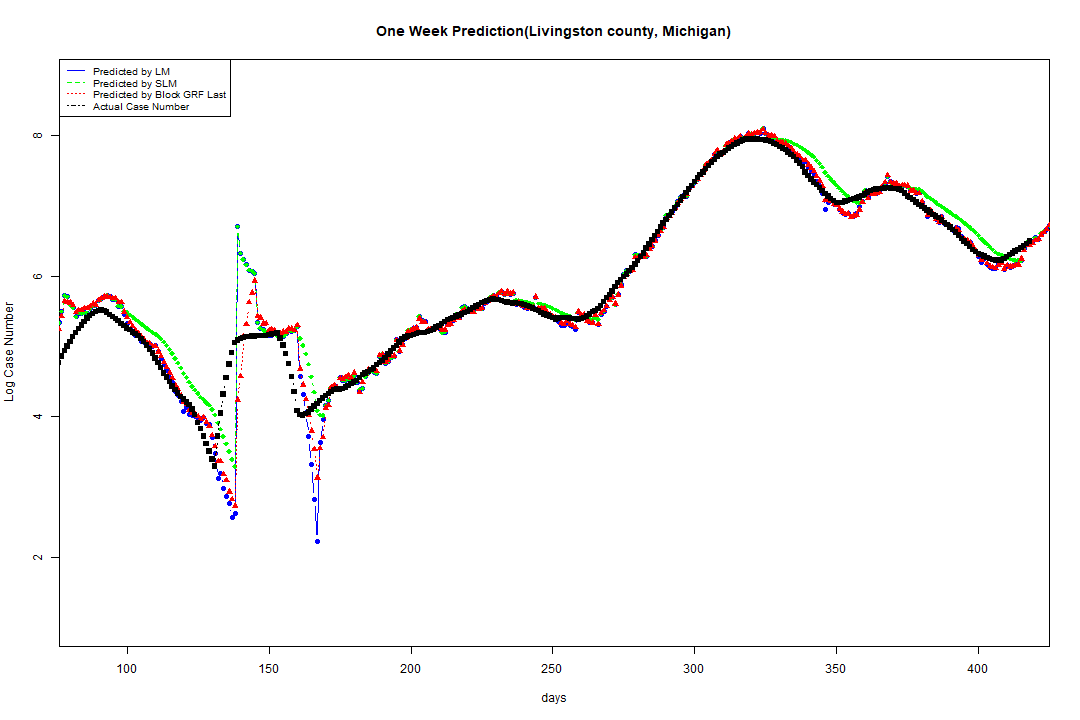 One Week Prediction(Livingston county, Michigan)
Predicted by LM
Predicted by SLM
Predicted by Block GRF Last
Actual Case Number
8
6
4
2
Log Case Number
100 150 200 250 300 350 400
days